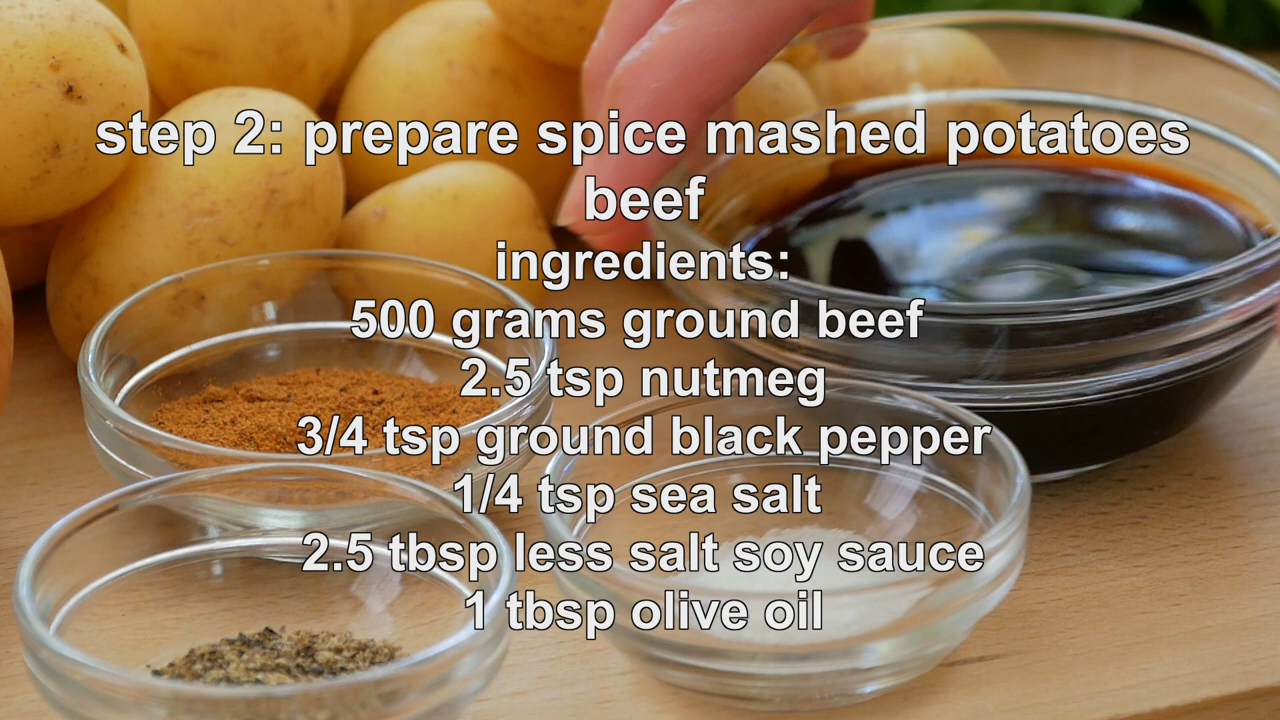 step 2: prepare spice mashed potatoes
beef
ingredients:
500 grams ground beef
2.5 tsp nutmeg
3/4 tsp ground black pepper
1/4 tsp sea salt
2.5 tbsp less salt soy sauce
1 tbsp olive oil